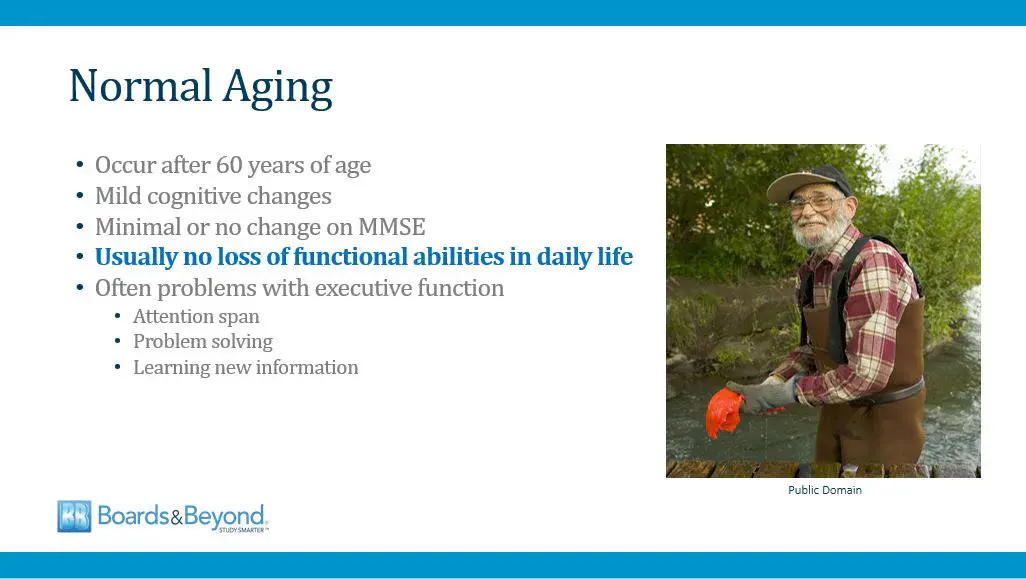 Normal Aging
• Occur after 60 years of age
• Mild cognitive changes
• Minimal or no change on MMSE
• Usually no loss of functional abilities in daily life
• Often problems with executive function
• Attention span
• Problem solving
• Learning new information
Public Domain
BB Boards&Beyond®
STUDY SMARTER™